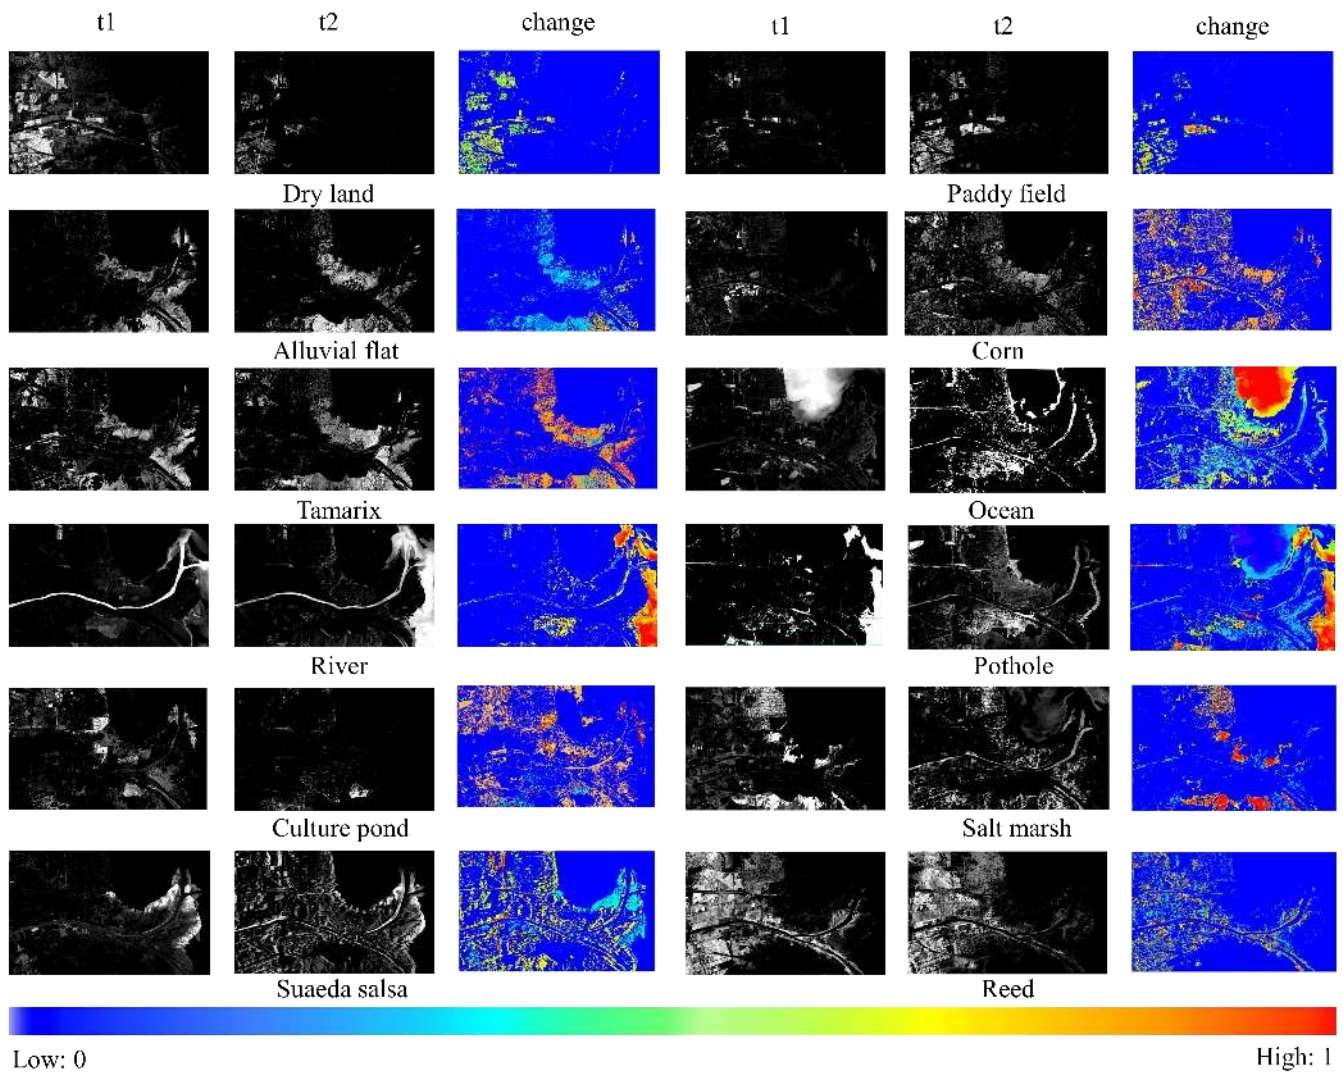 t1 t2 change t1 t2 change
Dry land Paddy field
Alluvial flat Corn
Tamarix Ocean
River Pothole
Culture pond Salt marsh
Suaeda salsa Reed
Low: 0 High: 1